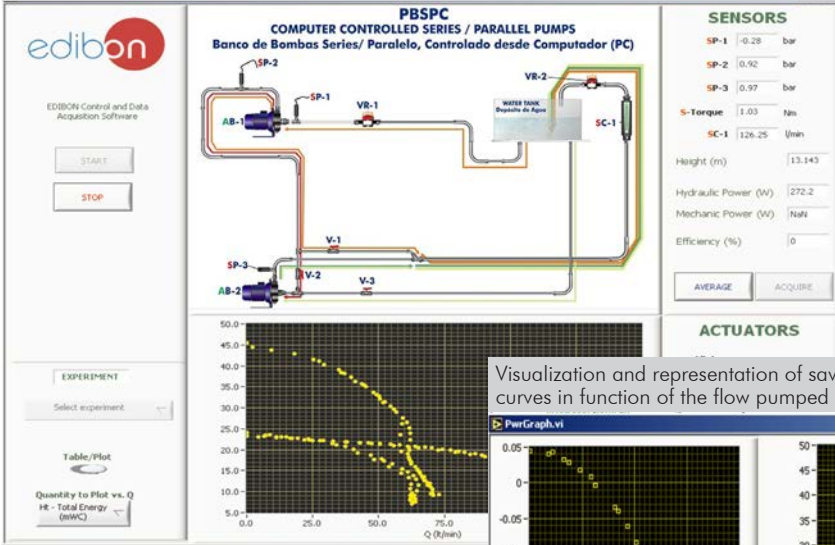 edibon
EDIBON Control and Data
Acquisition Software
START
STOP
EXPERIMENT
Select experiment
Table/Plot
Quantity to Plot vs. Q
Ht - Total Energy
(mWC)
PBSPC
COMPUTER CONTROLLED SERIES / PARALLEL PUMPS
Banco de Bombas Series/ Paralelo, Controlado desde Computador (PC)
SP-2
SP-1
AB-1
VR-1
VR-2
WATER TANK
Depósito de Agua
SC-1
V-1
SP-3
V-2
AB-2
V-3
50.0
45.0
40.0
35.0
30.0
25.0
20.0
15.0
10.0
5.0
0.0
25.0
50.0
75.0
Q (lt/min)
SENSORS
SP-1 -0.28 bar
SP-2 0.92 bar
SP-3 0.97 bar
S-Torque 1.03 Nm
SC-1 126.25 l/min
Height (m) 13.143
Hydraulic Power (W) 272.2
Mechanic Power (W) NaN
Efficiency (%) 0
AVERAGE
ACQUIRE
ACTUATORS
Visualization and representation of sav
curves in function of the flow pumped
PwrGraph.vi
0.05
0
-0.05
50
45
40
35